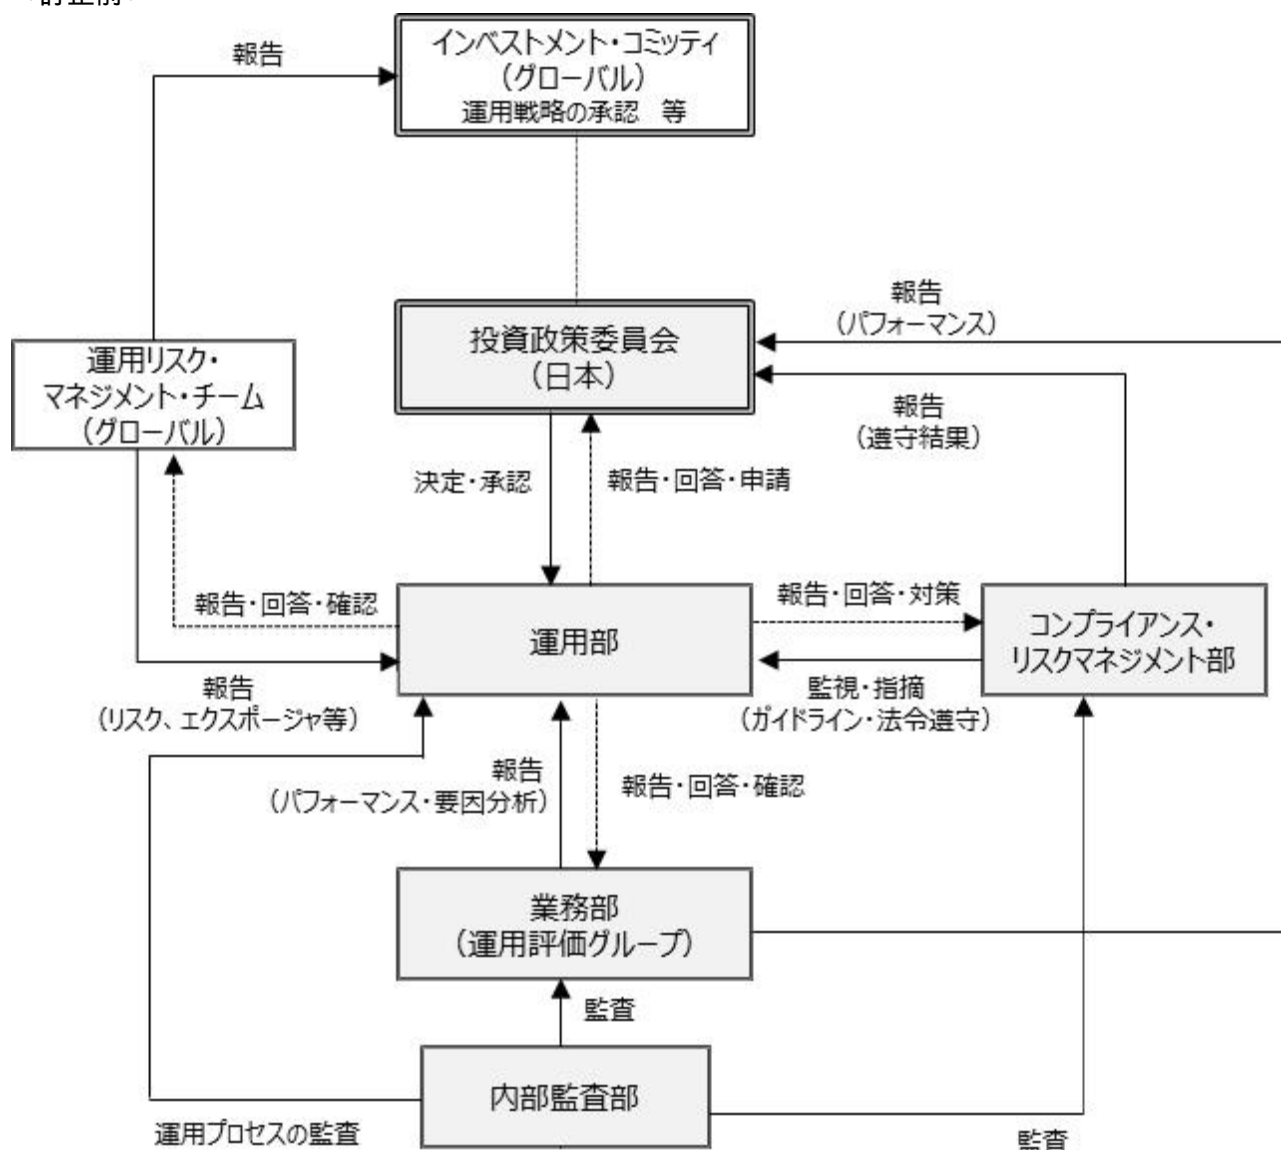 報告
インベストメント・コミッティ
（グローバル）
運用戦略の承認　等
報告
（パフォーマンス）
投資政策委員会
（日本）
運用リスク・
マネジメント・チーム
（グローバル）
報告
（遵守結果）
決定・承認
報告・回答・申請
報告・回答・確認
報告・回答・対策
運用部
コンプライアンス・
リスクマネジメント部
報告
（リスク、エクスポージャ等）
監視・指摘
（ガイドライン・法令遵守）
報告
（パフォーマンス・要因分析）
報告・回答・確認
業務部
（運用評価グループ）
監査
内部監査部
運用プロセスの監査
監査